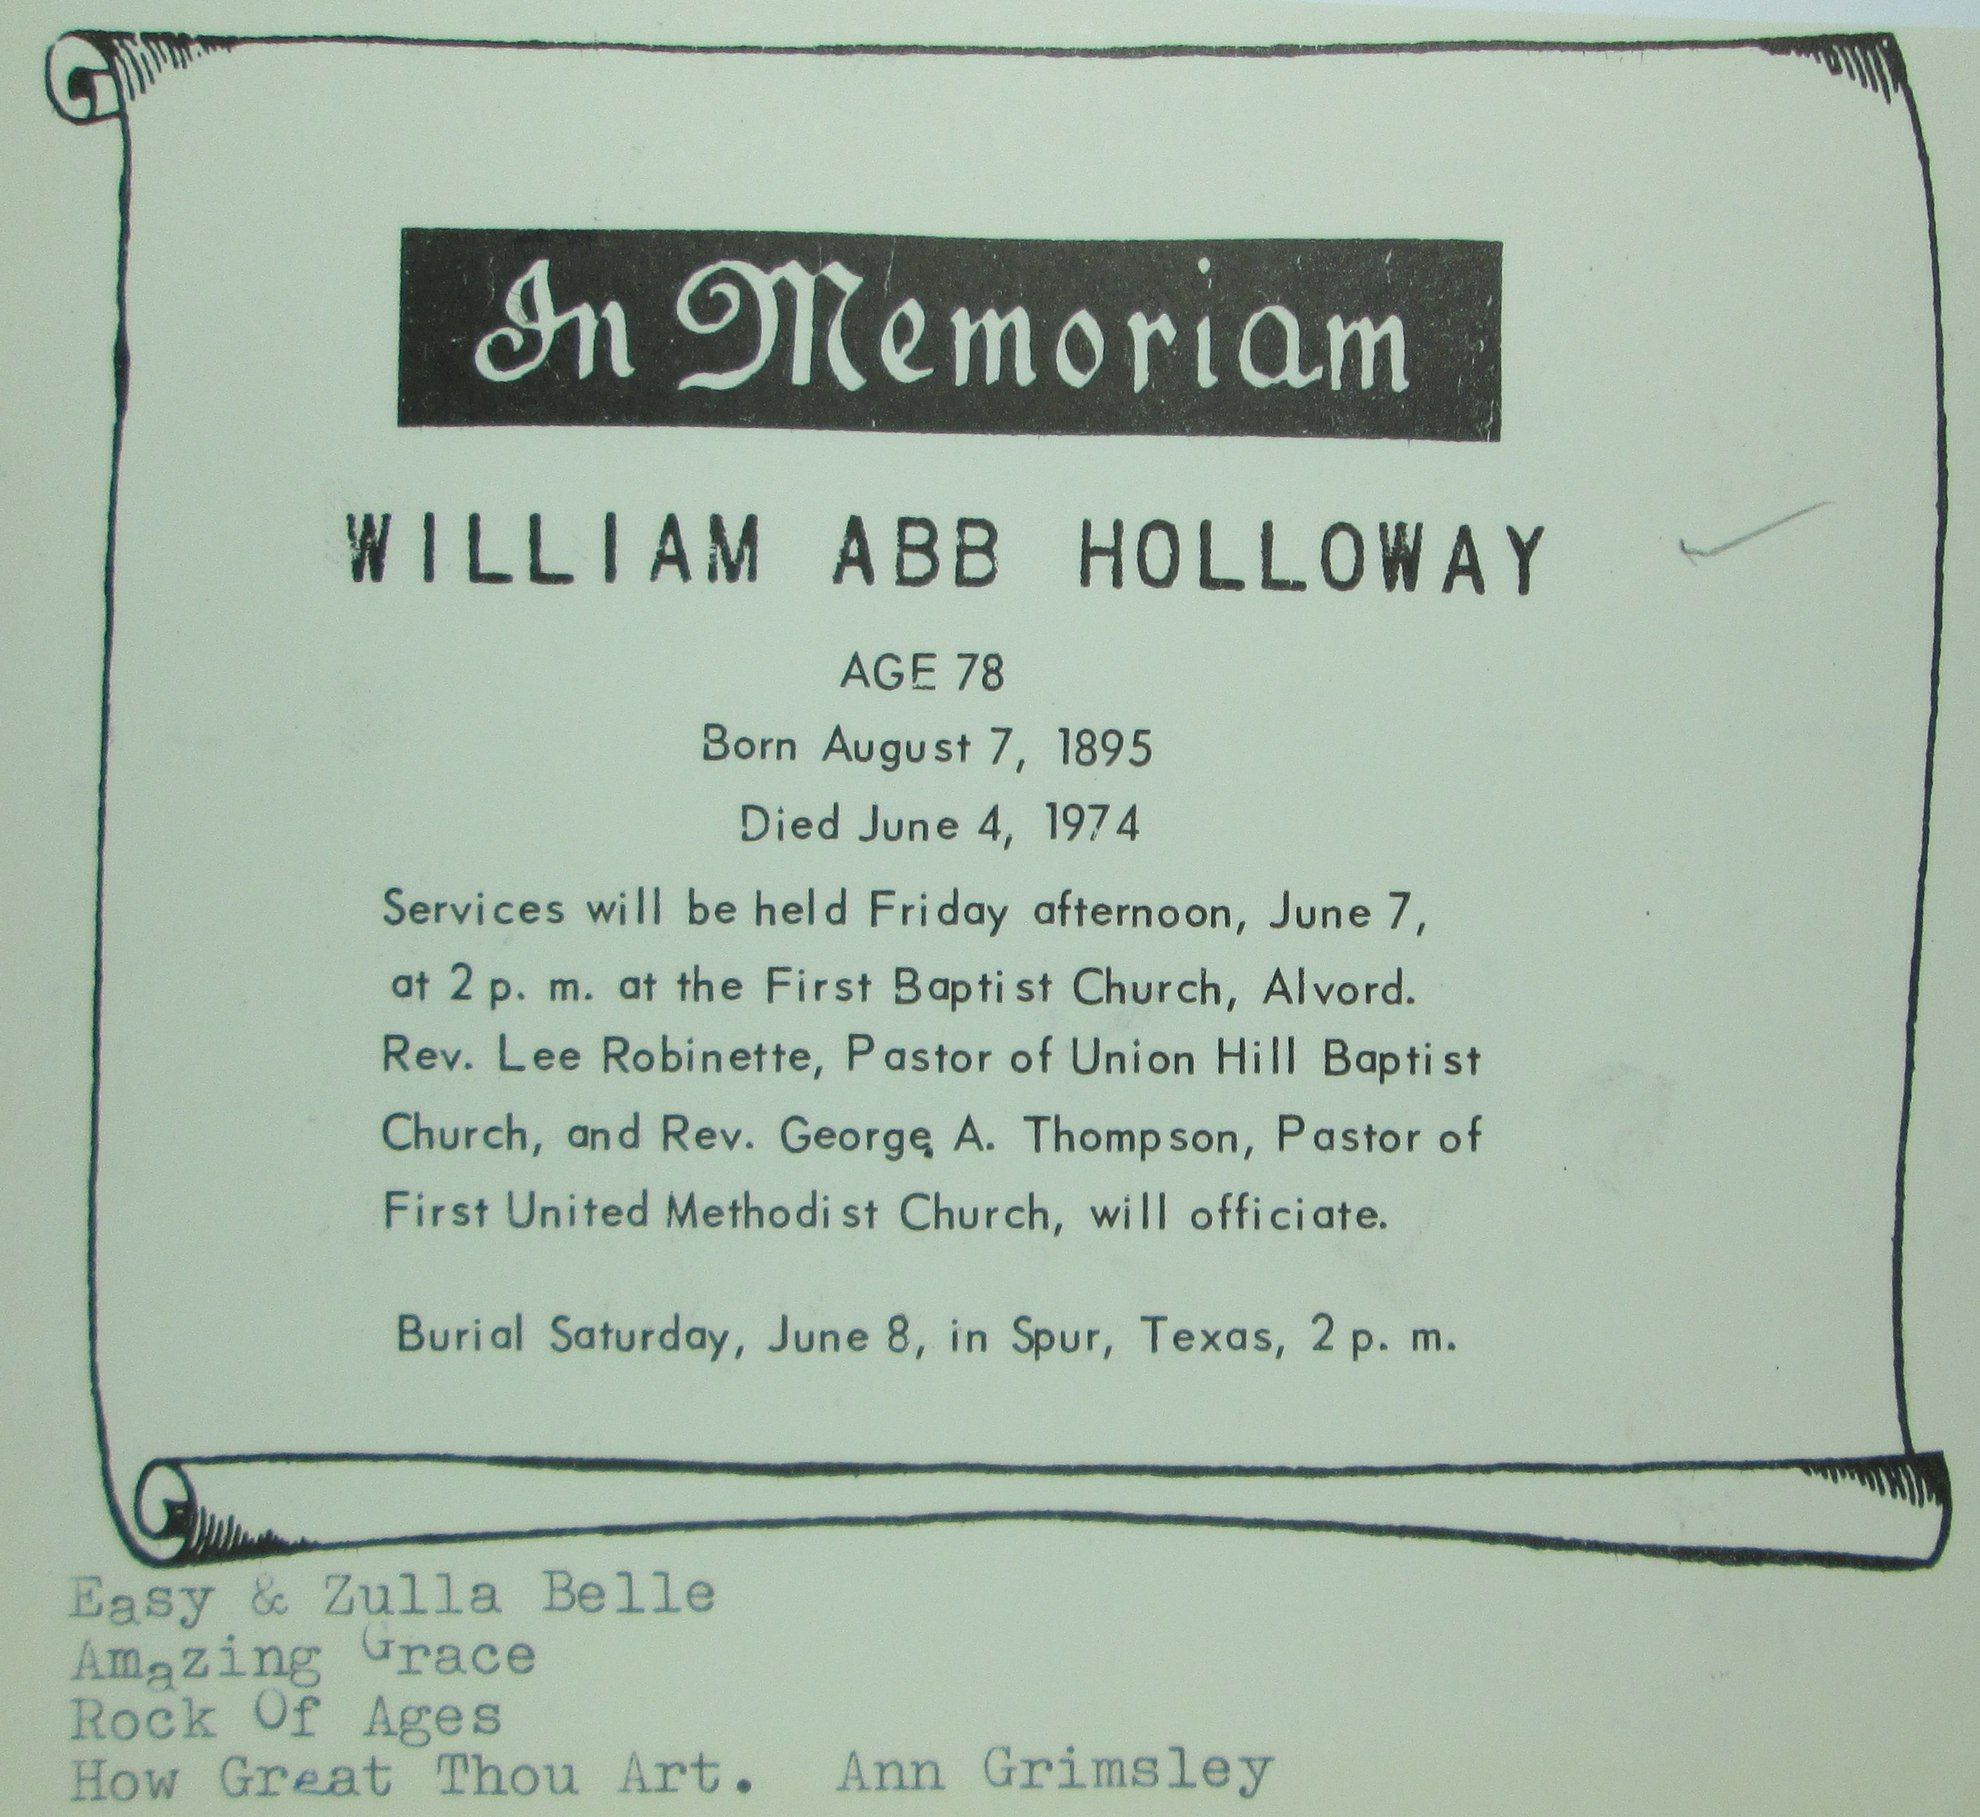 In Memoriam
WILLIAM ABB HOLLOWAY
AGE 78
Born August 7, 1895
Died June 4, 1974
Services will be held Friday afternoon, June 7,
at 2 p. m. at the First Baptist Church, Alvord.
Rev. Lee Robinette, Pastor of Union Hill Baptist
Church, and Rev. George A. Thompson, Pastor of
First United Methodist Church, will officiate.
Burial Saturday, June 8, in Spur, Texas, 2 p. m.
Easy & Zulla Belle
Amazing Grace
Rock Of Ages
How Great Thou Art. Ann Grimsley